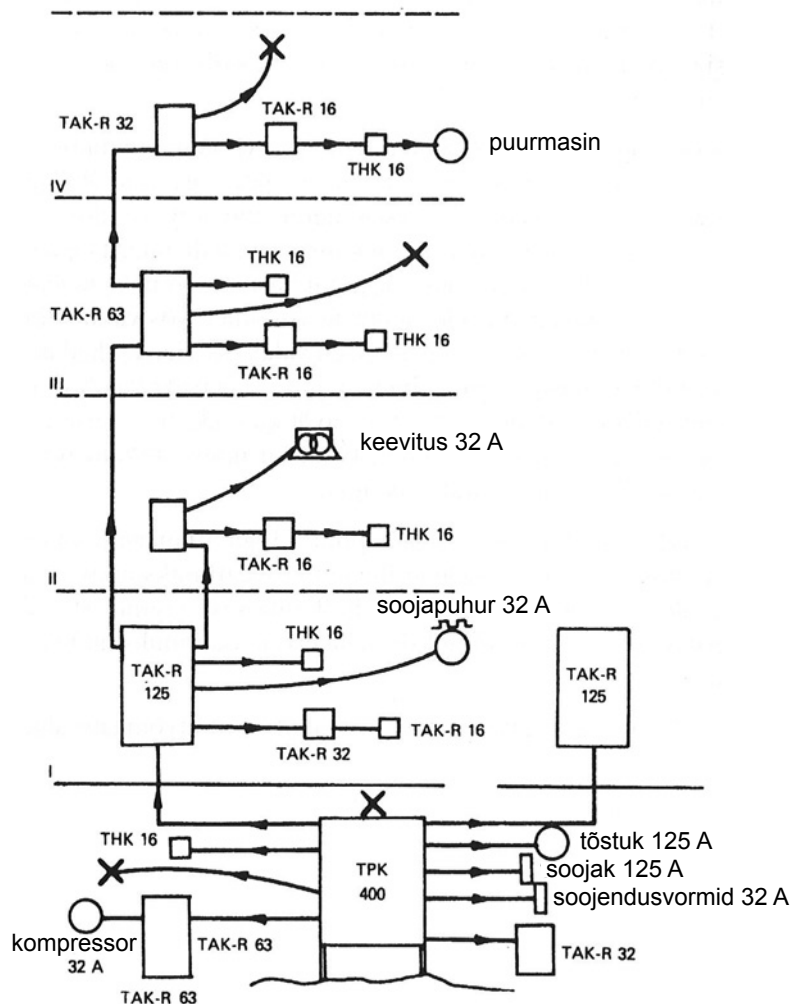 TAK-R 32
TAK-R 16
puurmasin
THK 16
IV
THK 16
TAK-R 63
THK 16
TAK-R 16
III
keevitus 32 A
THK 16
TAK-R 16
II
soojapuhur 32 A
THK 16
TAK-R
125
TAK-R
125
TAK-R 16
TAK-R 32
I
THK 16
tõstuk 125 A
TPK
400
soojak 125 A
soojendusvormid 32 A
kompressor
32 A
TAK-R 63
TAK-R 32
TAK-R 63